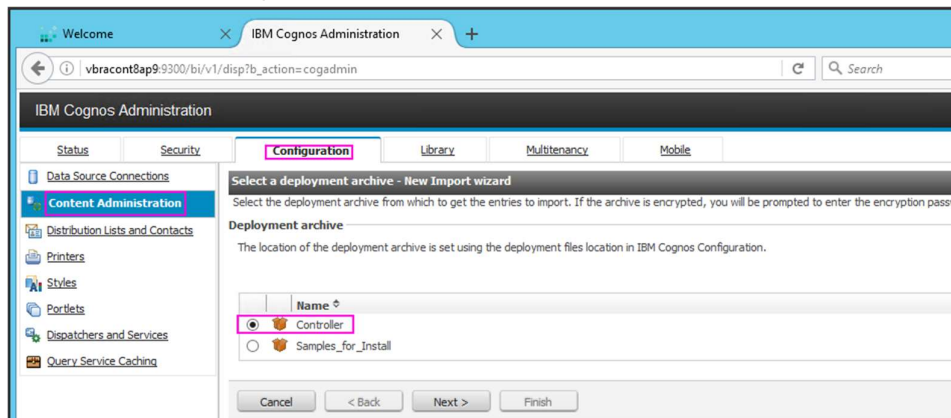 Welcome
IBM Cognos Administration
vbracont8ap9:9300/bi/v1/disp?b_action=cogadmin
Search
IBM Cognos Administration
Status Security Configuration Library Multitenancy Mobile
Data Source Connections
Content Administration
Distribution Lists and Contacts
Printers
Styles
Portlets
Dispatchers and Services
Query Service Caching
Select a deployment archive - New Import wizard
Select the deployment archive from which to get the entries to import. If the archive is encrypted, you will be prompted to enter the encryption pass
Deployment archive
The location of the deployment archive is set using the deployment files location in IBM Cognos Configuration.
Name
Controller
Samples_for_Install
Cancel < Back Next > Finish